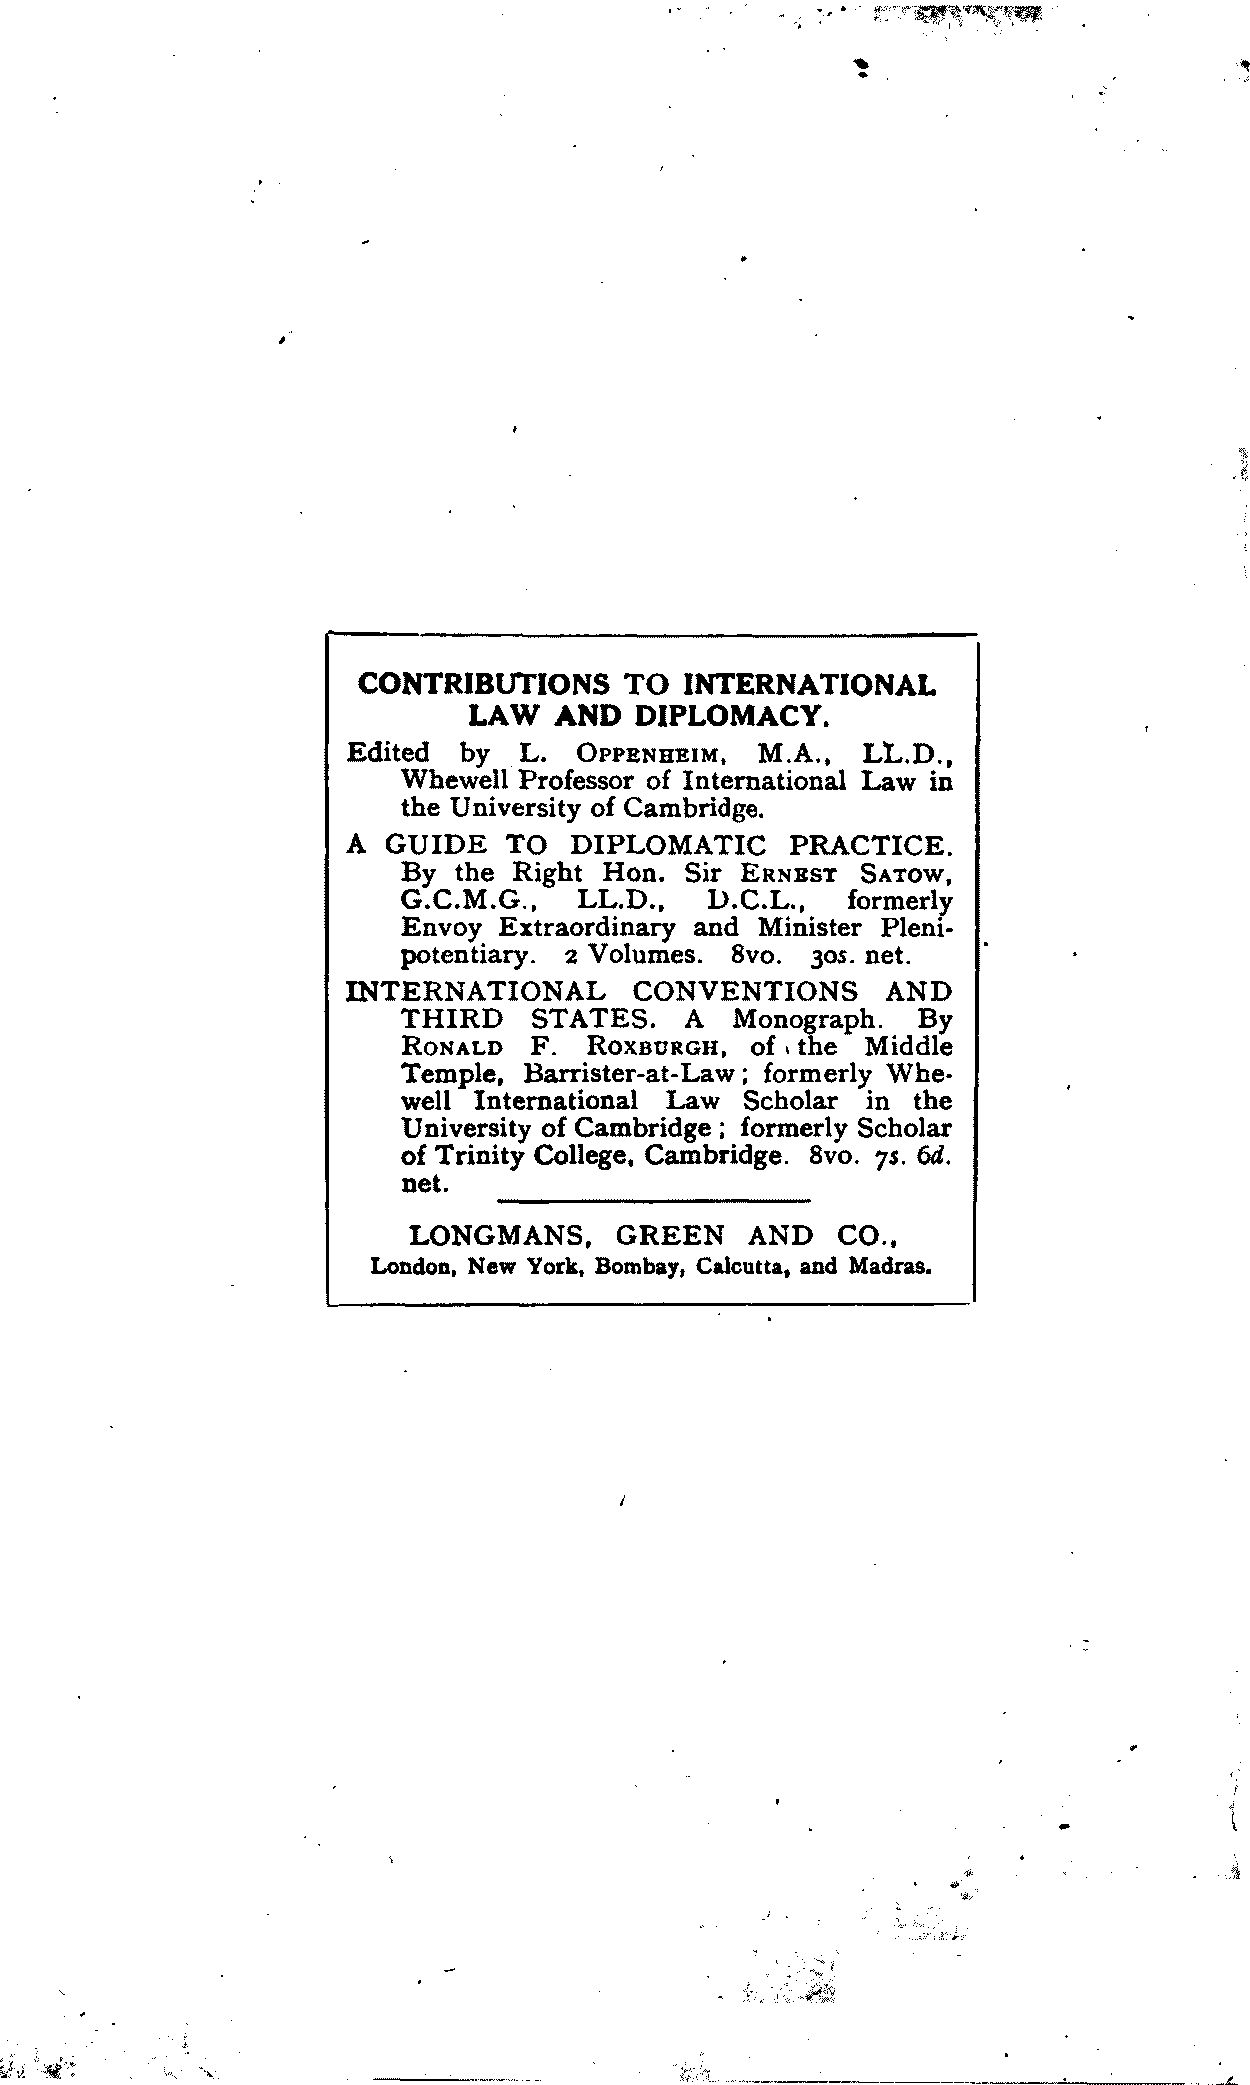 CONTRIBUTIONS TO INTERNATIONAL
LAW AND DIPLOMACY.
Edited by L. OPPENHEIM, M.A., LL.D.,
Whewell Professor of International Law in
the University of Cambridge.
A GUIDE TO DIPLOMATIC PRACTICE.
By the Right Hon. Sir ERNEST SATOW,
G.C.M.G., LL.D., D.C.L., formerly
Envoy Extraordinary and Minister Pleni-
potentiary. 2 Volumes. 8vo. 30s. net.
INTERNATIONAL CONVENTIONS AND
THIRD STATES. A Monograph. By
RONALD F. ROXBURGH, of the Middle
Temple, Barrister-at-Law; formerly Whe-
well International Law Scholar in the
University of Cambridge; formerly Scholar
of Trinity College, Cambridge. 8vo. 7s. 6d.
net.
LONGMANS, GREEN AND CO.,
London, New York, Bombay, Calcutta, and Madras.